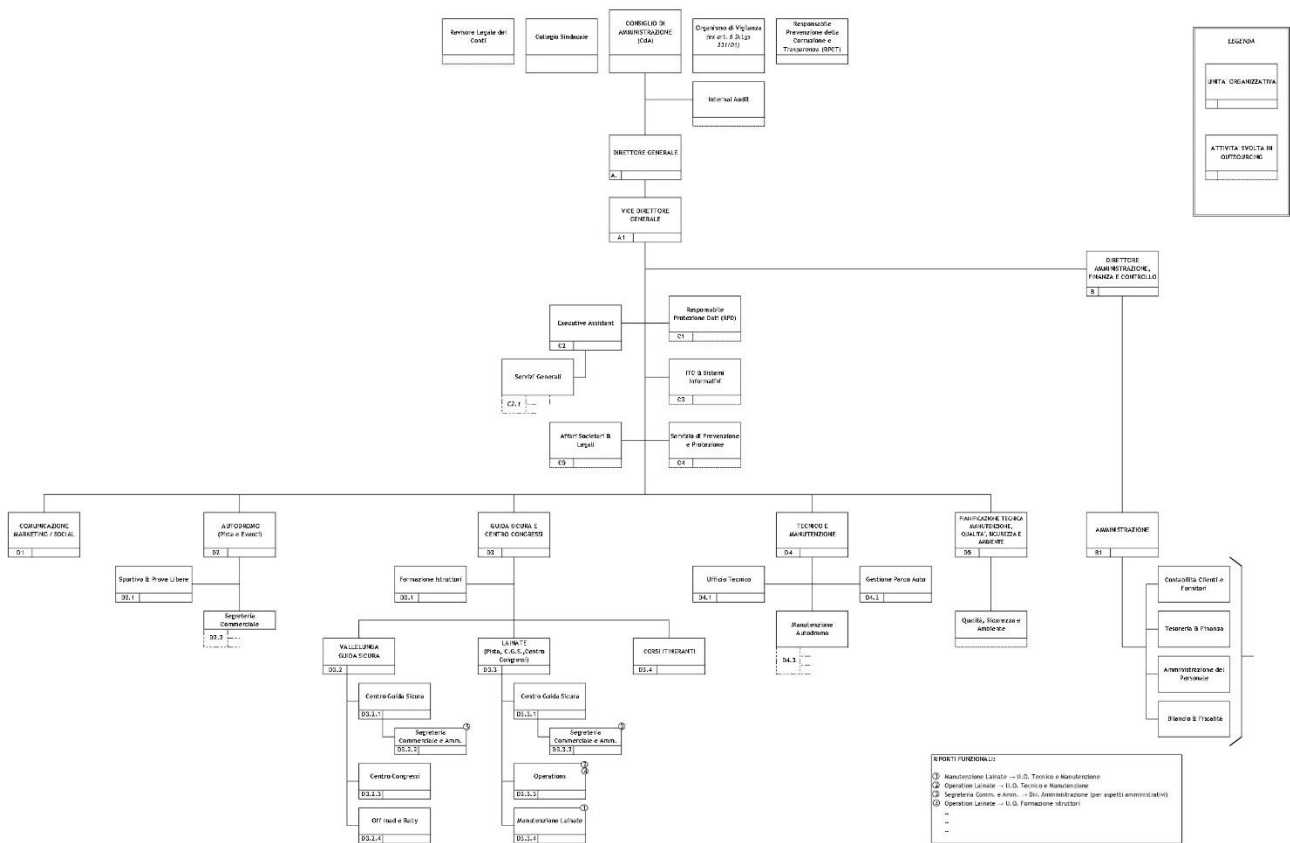 Revisore Legale dei
Conti
Collegio Sindacale
CONSIGLIO DI
AMMINISTRAZIONE
(CdA)
Organismo di Vigilanza
(ex art. 6 D.Lgs
231/01)
Responsabile
Prevenzione della
Corruzione e
Trasparenza (RPCT)
LEGENDA
UNITA' ORGANIZZATIVA
ATTIVITA' SVOLTA IN
OUTSOURCING
Internal Audit
DIRETTORE GENERALE
A.
VICE DIRETTORE
GENERALE
A1
DIRETTORE
AMMINISTRAZIONE,
FINANZA E CONTROLLO
B
Executive Assistant
C2
Responsabile
Protezione Dati (RPD)
C1
Servizi Generali
C2.1
ITC & Sistemi
Informativi
C3
Affari Societari &
Legali
C5
Servizio di Prevenzione
e Protezione
C4
COMUNICAZIONE
MARKETING / SOCIAL
D1
AUTODROMO
(Pista e Eventi)
D2
GUIDA SICURA E
CENTRO CONGRESSI
D3
TECNICO E
MANUTENZIONE
D4
PIANIFICAZIONE TECNICA
MANUTENZIONE,
QUALITA', SICUREZZA E
AMBIENTE
D5
AMMINISTRAZIONE
B1
Sportivo & Prove Libere
D2.1
Segreteria
Commerciale
D2.2
Formazione Istruttori
D3.1
Ufficio Tecnico
D4.1
Gestione Parco Auto
D4.2
Manutenzione
Autodromo
D4.3
Qualità, Sicurezza e
Ambiente
Contabilità Clienti e
Fornitori
Tesoreria & Finanza
Amministrazione del
Personale
Bilancio & Fiscalità
VALLELUNGA
GUIDA SICURA
D3.2
LAINATE
(Pista, C.G.S.,Centro
Congressi)
D3.3
CORSI ITINERANTI
D3.4
Centro Guida Sicura
D3.2.1
Segreteria
Commerciale e Amm.
D3.2.2
Centro Congressi
D3.2.3
Off road e Rally
D3.2.4
Centro Guida Sicura
D3.3.1
Segreteria
Commerciale e Amm.
D3.3.2
Operations
D3.3.3
Manutenzione Lainate
D3.3.4
RIPORTI FUNZIONALI:
① Manutenzione Lainate → U.O. Tecnico e Manutenzione
② Operation Lainate → U.O. Tecnico e Manutenzione
③ Segreteria Comm. e Amm. → Dir. Amministrazione (per aspetti amministrativi)
④ Operation Lainate → U.O. Formazione Istruttori